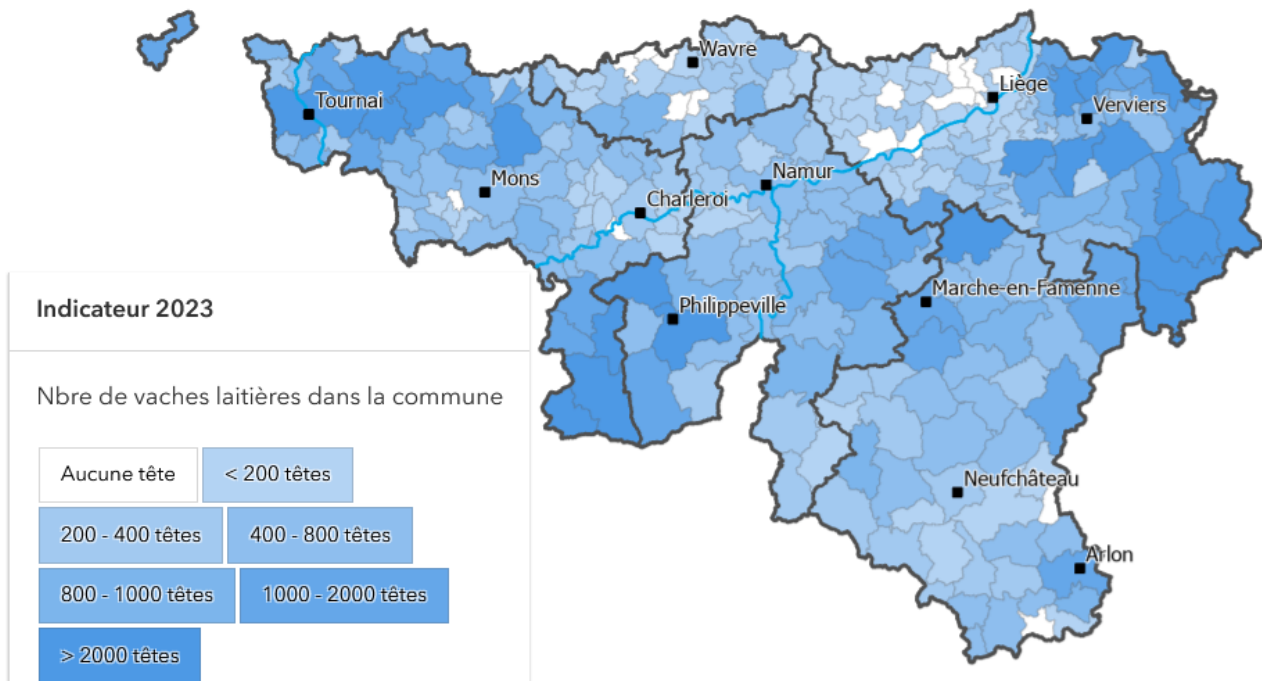 Wavre
Liège
Tournai
Verviers
Mons
Namur
Charleroi
Marche-en-Famenne
Philippeville
Neufchâteau
Arlon
Indicateur 2023
Nbre de vaches laitières dans la commune
Aucune tête < 200 têtes
200 - 400 têtes 400 - 800 têtes
800 - 1000 têtes 1000 - 2000 têtes
> 2000 têtes